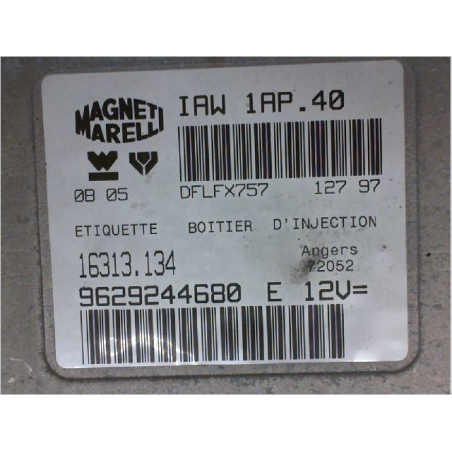 MAGNETI
MARELLI
IAW 1AP.40
0B 05
DFLFX757 127 97
ETIQUETTE BOITIER D'INJECTION
16313.134
Angers
72052
9629244680 E 12V=